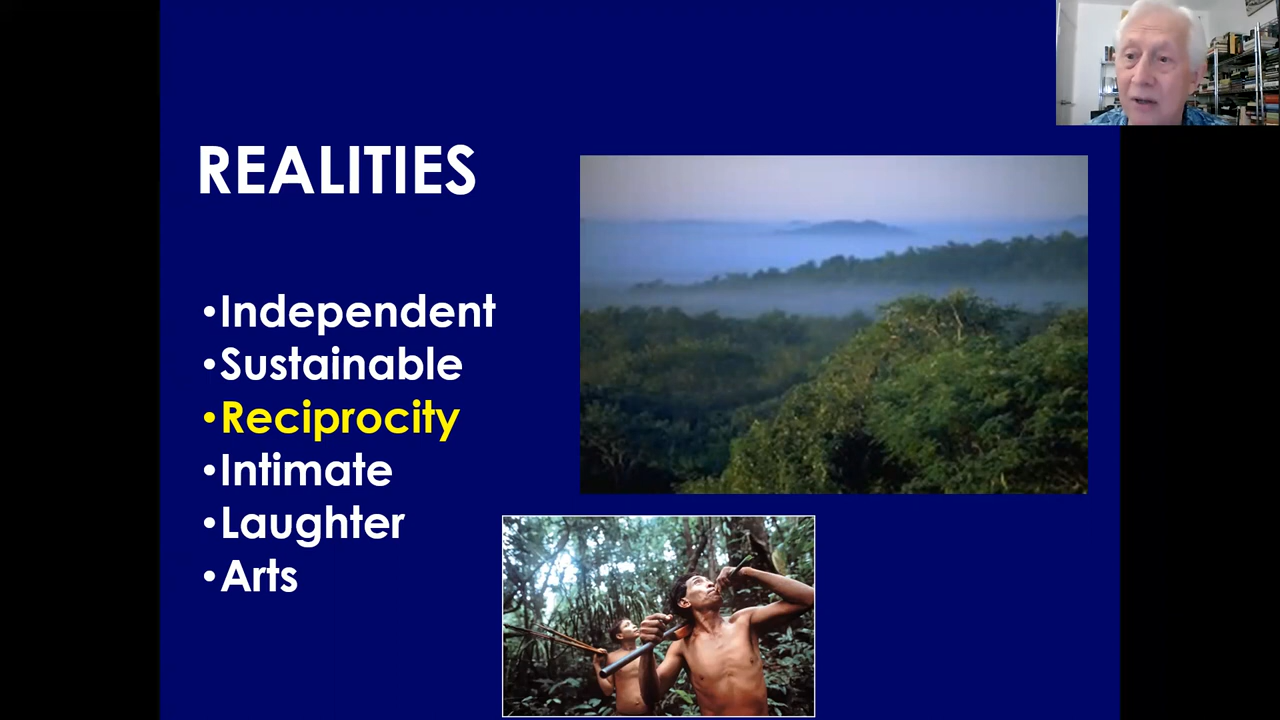 REALITIES
•Independent
•Sustainable
•Reciprocity
•Intimate
•Laughter
•Arts